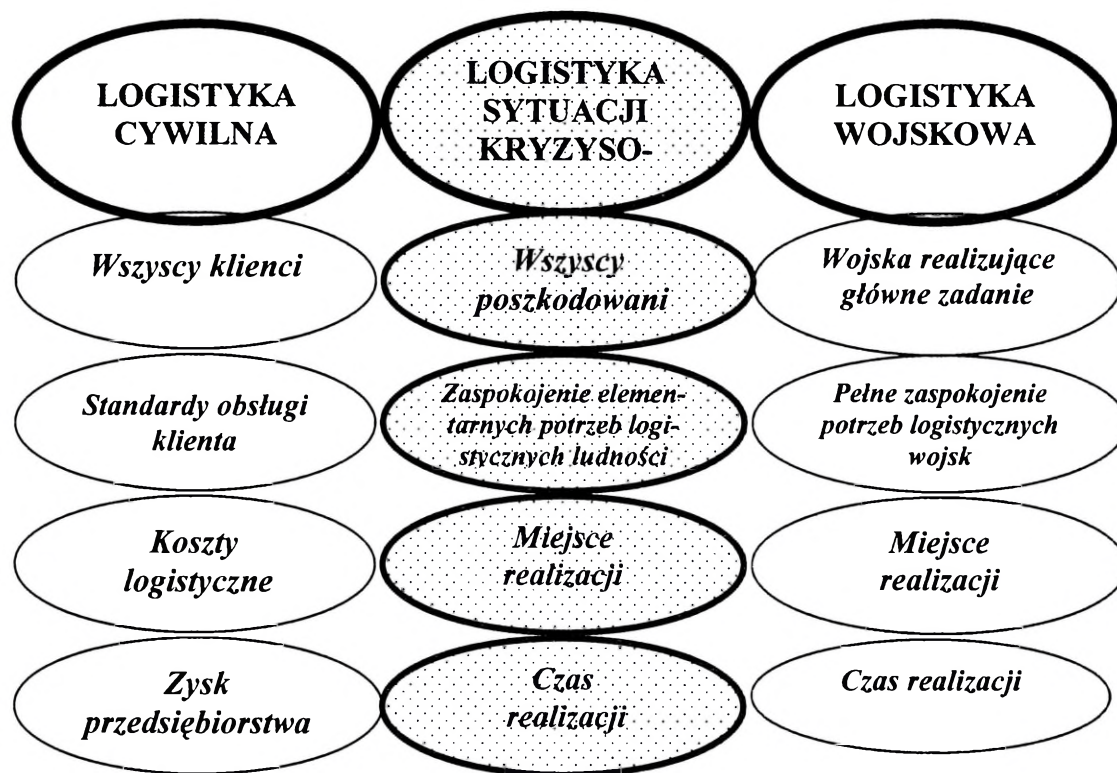 LOGISTYKA
CYWILNA
LOGISTYKA
SYTUACJI
KRYZYSO-
LOGISTYKA
WOJSKOWA
Wszyscy klienci
Wszyscy
poszkodowani
Wojska realizujące
główne zadanie
Standardy obsługi
klienta
Zaspokojenie elemen-
tarnych potrzeb logi-
stycznych ludności
Pełne zaspokojenie
potrzeb logistycznych
wojsk
Koszty
logistyczne
Miejsce
realizacji
Miejsce
realizacji
Zysk
przedsiębiorstwa
Czas
realizacji
Czas realizacji